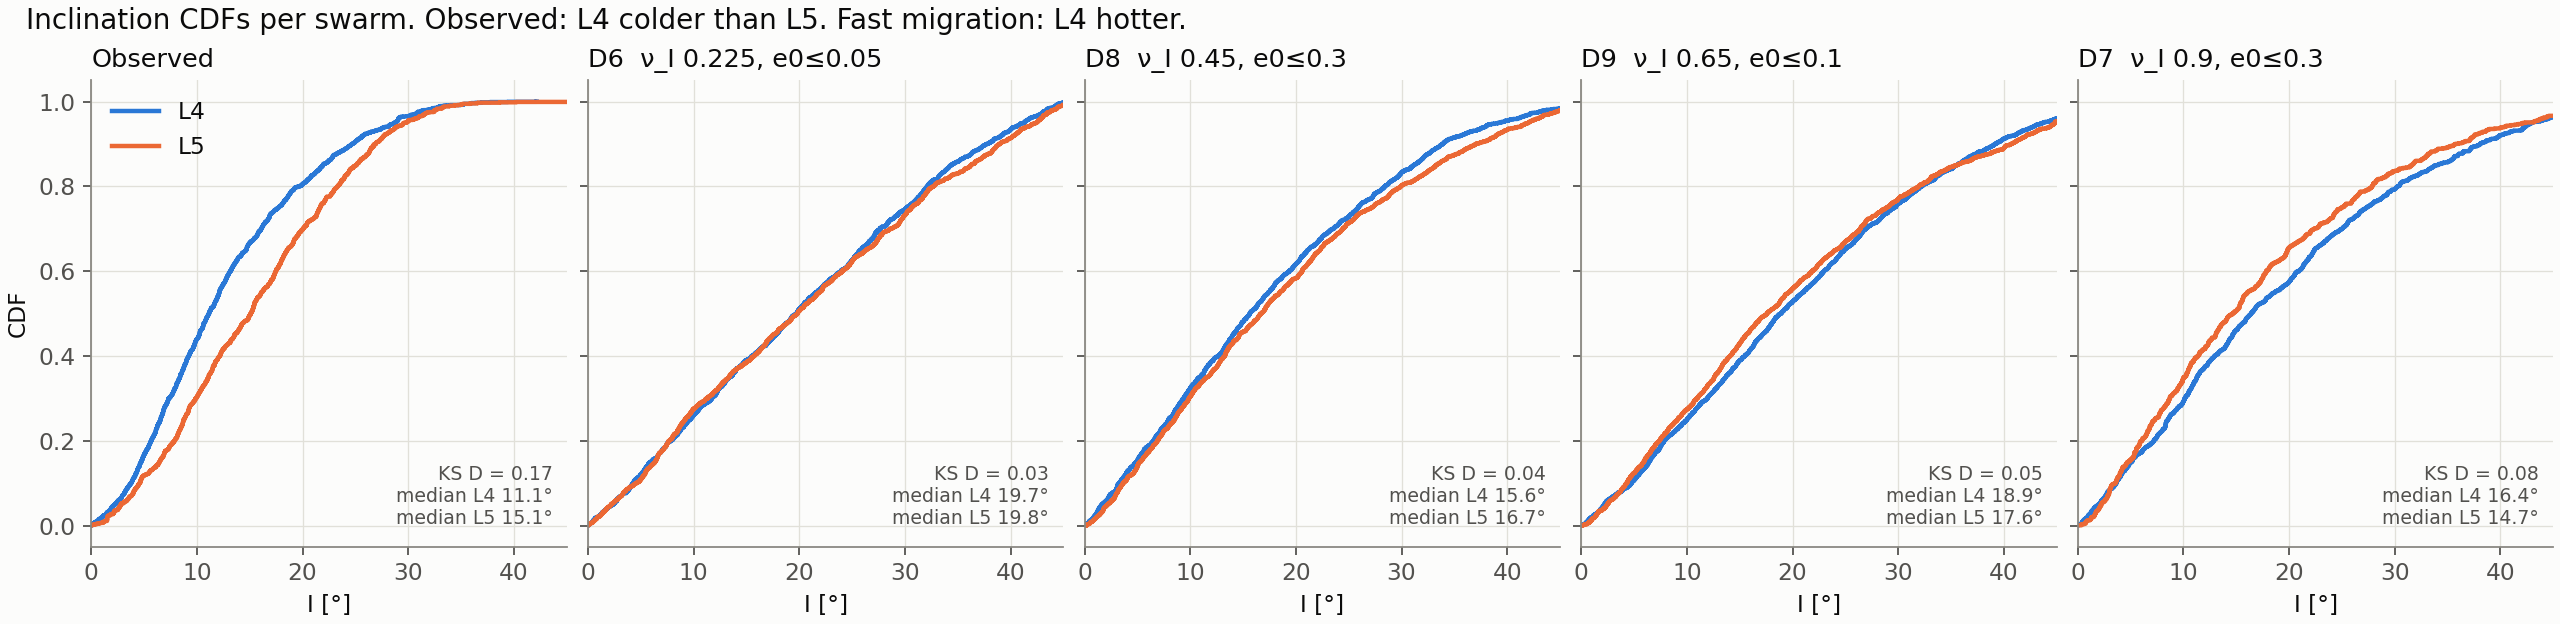 Inclination CDFs per swarm. Observed: L4 colder than L5. Fast migration: L4 hotter.
Observed
D6 ν_I 0.225, e0≤0.05
D8 ν_I 0.45, e0≤0.3
D9 ν_I 0.65, e0≤0.1
D7 ν_I 0.9, e0≤0.3
CDF
1.0
0.8
0.6
0.4
0.2
0.0
L4
L5
KS D = 0.17
median L4 11.1°
median L5 15.1°
KS D = 0.03
median L4 19.7°
median L5 19.8°
KS D = 0.04
median L4 15.6°
median L5 16.7°
KS D = 0.05
median L4 18.9°
median L5 17.6°
KS D = 0.08
median L4 16.4°
median L5 14.7°
0 10 20 30 40
0 10 20 30 40
0 10 20 30 40
0 10 20 30 40
0 10 20 30 40
I [°]
I [°]
I [°]
I [°]
I [°]